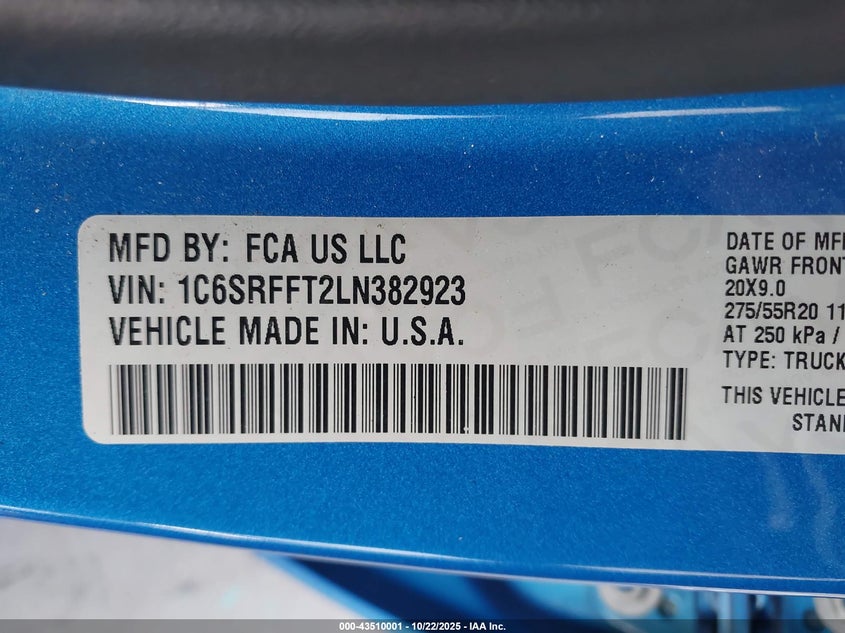 MFD BY: FCA US LLC
VIN: 1C6SRFFT2LN382923
VEHICLE MADE IN: U.S.A.
DATE OF MF
GAWR FRONT
20X9.0
275/55R20 11
AT 250 kPa /
TYPE: TRUCK
THIS VEHICLE
STAN
000-43510001 - 10/22/2025 - IAA Inc.